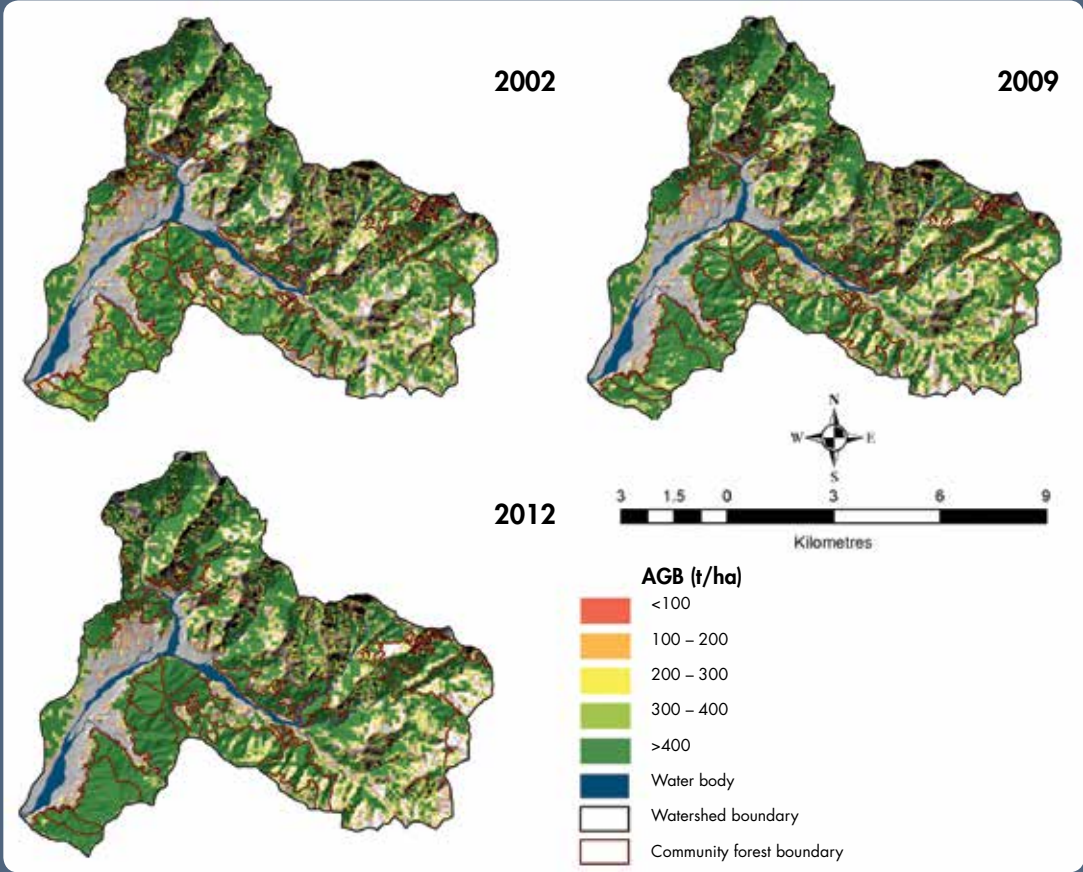 2002
2009
2012
N
W E
S
3 1.5 0 3 6 9
Kilometres
AGB (t/ha)
<100
100 – 200
200 – 300
300 – 400
>400
Water body
Watershed boundary
Community forest boundary